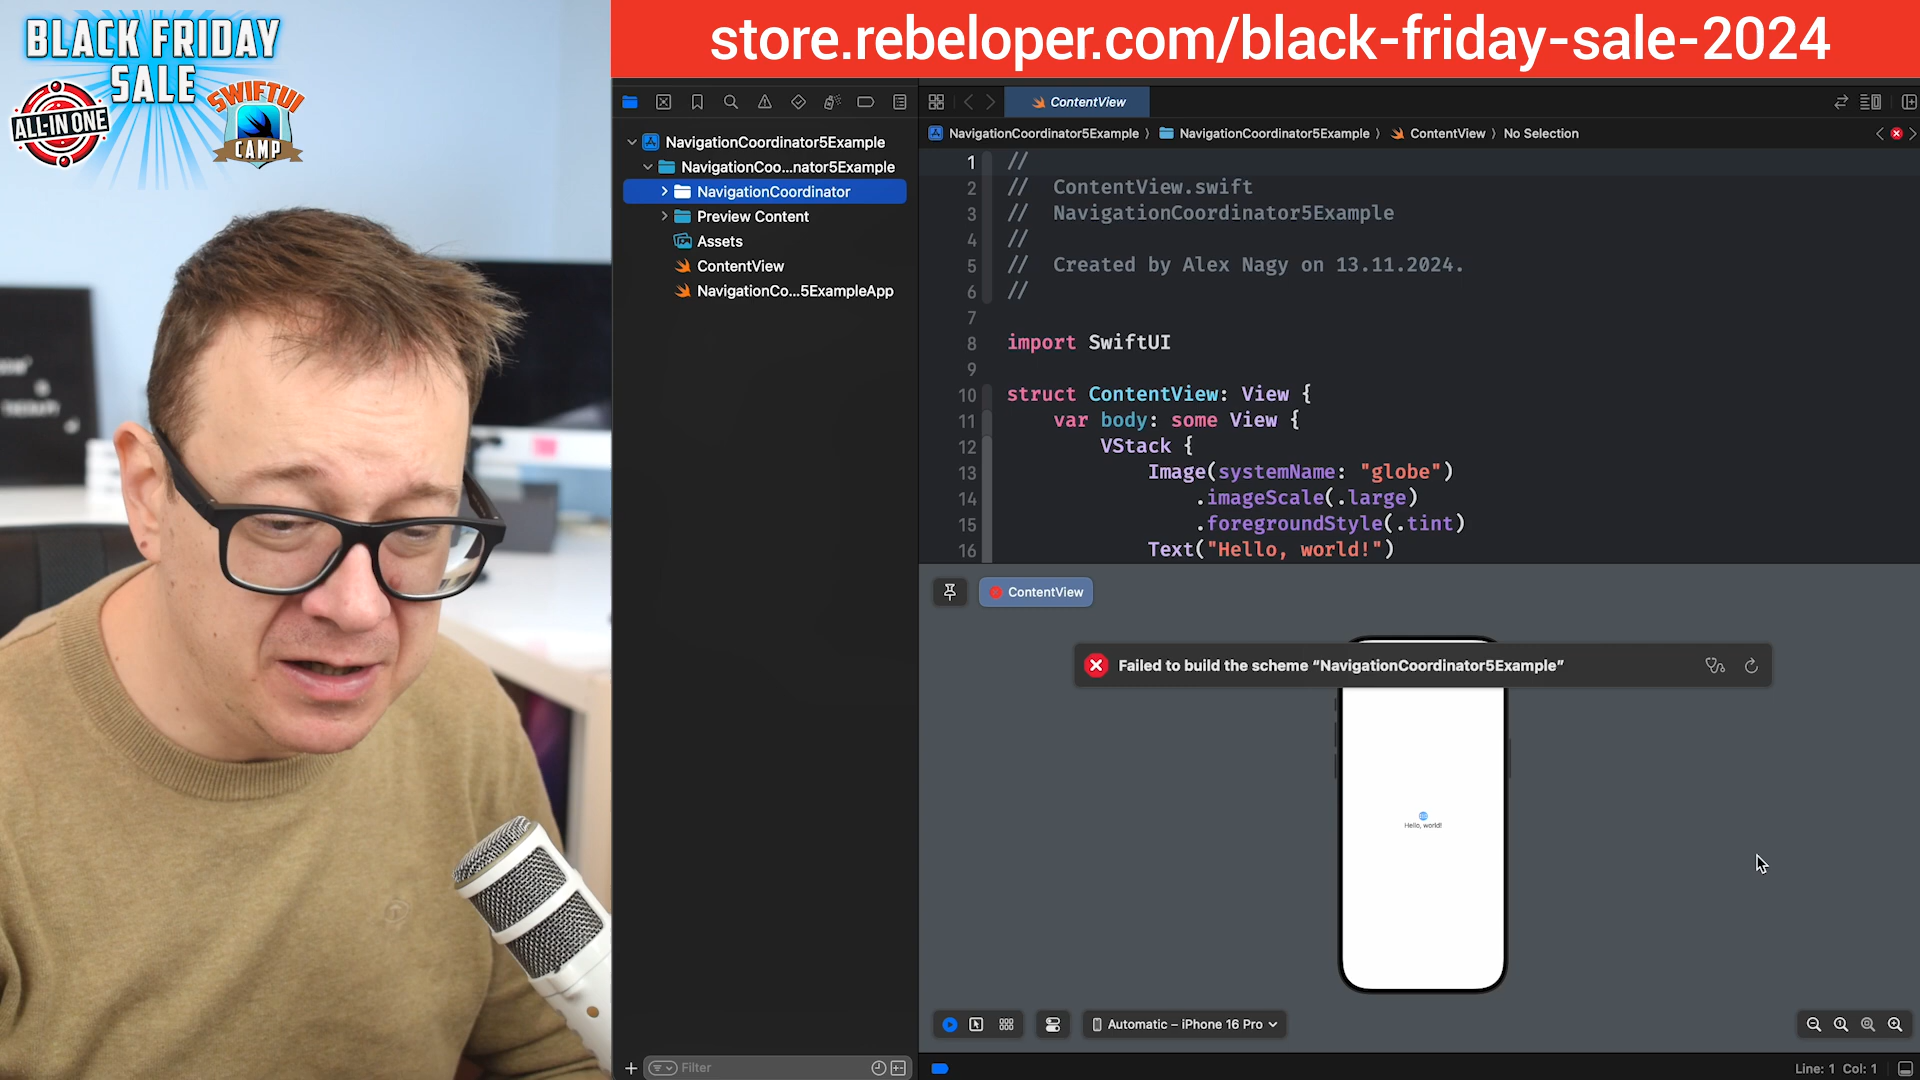 BLACK FRIDAY
SALE
ALL-IN ONE
SWIFTUI
CAMP
store.rebeloper.com/black-friday-sale-2024
ContentView
NavigationCoordinator5Example
NavigationCoo...nator5Example
NavigationCoordinator
Preview Content
Assets
ContentView
NavigationCo...5ExampleApp
NavigationCoordinator5Example
NavigationCoordinator5Example
ContentView
No Selection
1 //
2 // ContentView.swift
3 // NavigationCoordinator5Example
4 //
5 // Created by Alex Nagy on 13.11.2024.
6 //
7
8 import SwiftUI
9
10 struct ContentView: View {
11 var body: some View {
12 VStack {
13 Image(systemName: "globe")
14 .imageScale(.large)
15 .foregroundStyle(.tint)
16 Text("Hello, world!")
ContentView
Failed to build the scheme “NavigationCoordinator5Example”
Hello, world!
Automatic – iPhone 16 Pro
Filter
Line: 1 Col: 1